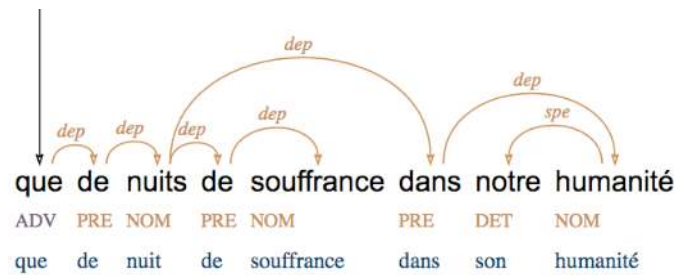 dep
dep
dep dep dep dep spe
que de nuits de souffrance dans notre humanité
ADV PRE NOM PRE NOM PRE DET NOM
que de nuit de souffrance dans son humanité